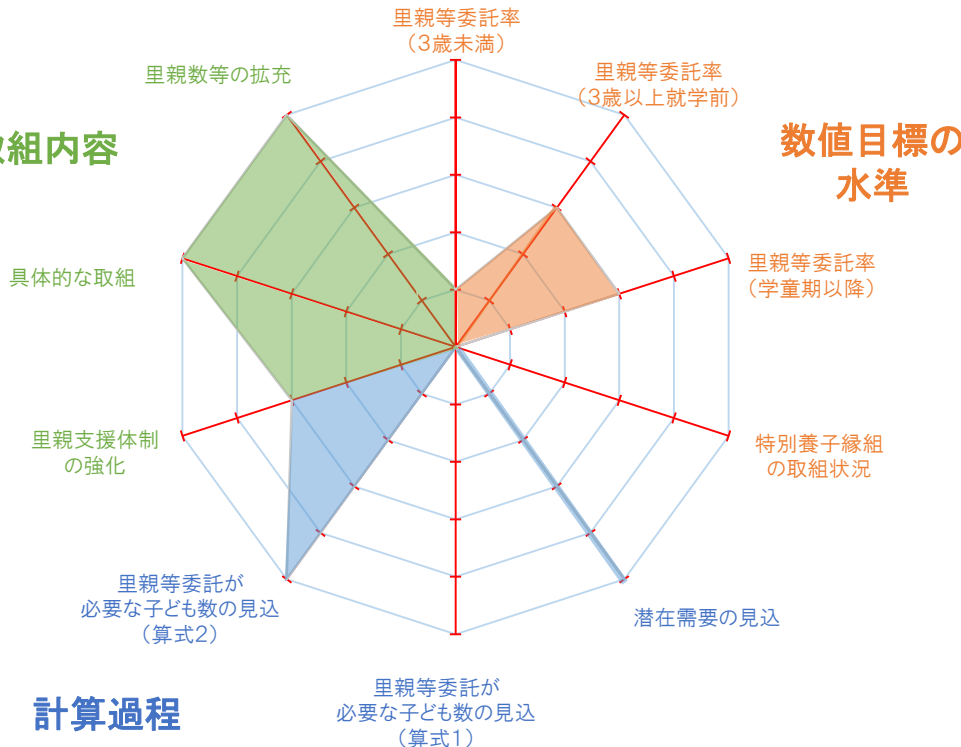 里親等委託率
（3歳未満）
里親等委託率
（3歳以上就学前）
数値目標の
水準
里親等委託率
（学童期以降）
特別養子縁組
の取組状況
潜在需要の見込
里親等委託が
必要な子ども数の見込
（算式1）
計算過程
里親等委託が
必要な子ども数の見込
（算式2）
里親支援体制
の強化
具体的な取組
組内容
里親数等の拡充